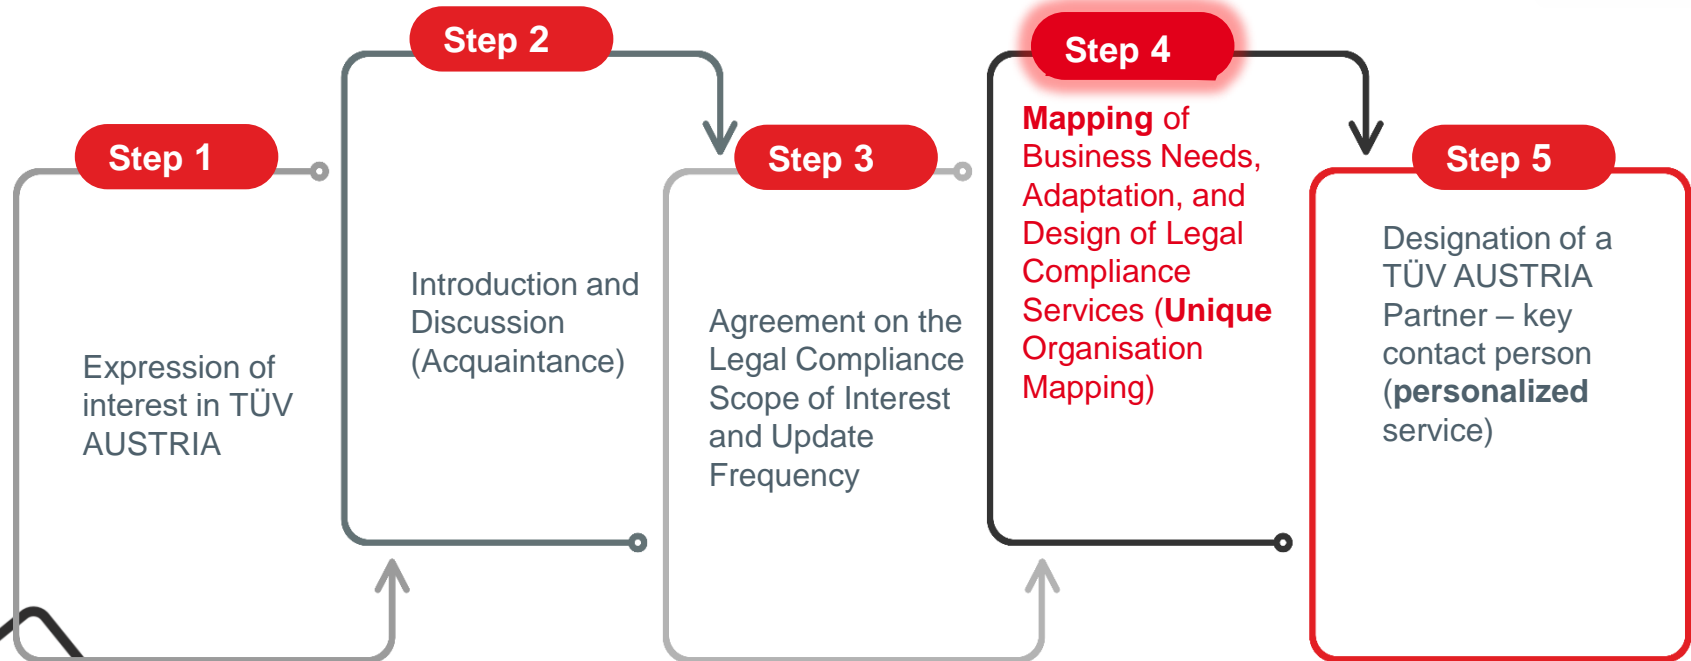 Step 1
Expression of
interest in TÜV
AUSTRIA
Step 2
Introduction and
Discussion
(Acquaintance)
Step 3
Agreement on the
Legal Compliance
Scope of Interest
and Update
Frequency
Step 4
Mapping of
Business Needs,
Adaptation, and
Design of Legal
Compliance
Services (Unique
Organisation
Mapping)
Step 5
Designation of a
TÜV AUSTRIA
Partner – key
contact person
(personalized
service)